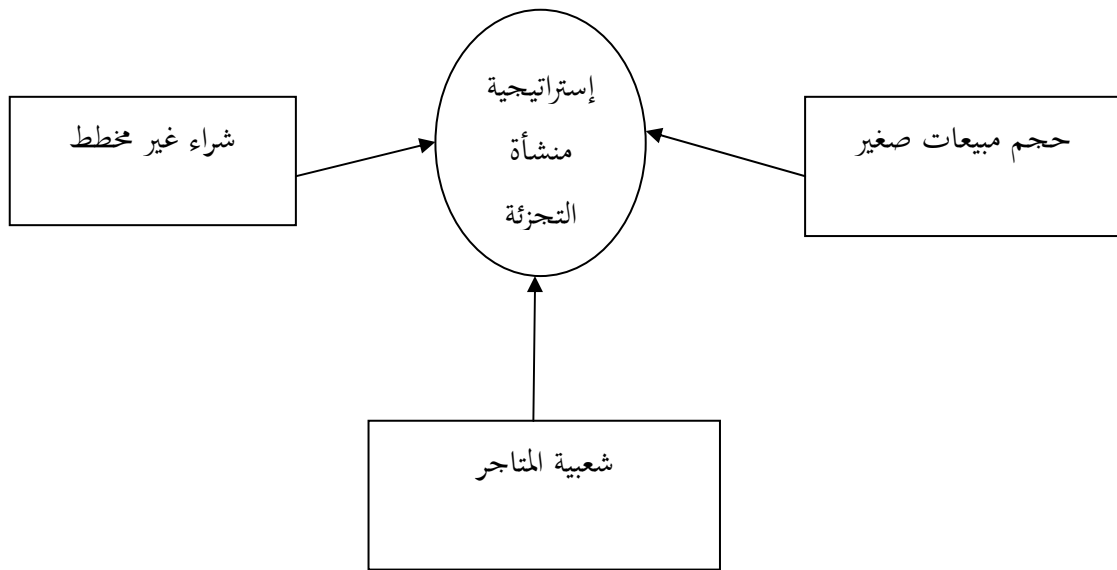 إستراتيجية
منشأة
التجزئة
حجم مبيعات صغير
شراء غير مخطط
شعبية المتاجر